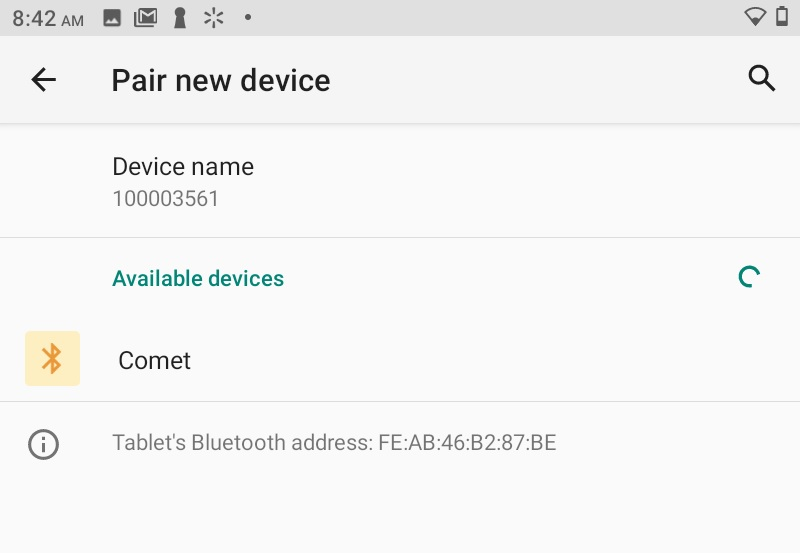 8:42 AM
Pair new device
Device name
100003561
Available devices
Comet
Tablet's Bluetooth address: FE:AB:46:B2:87:BE